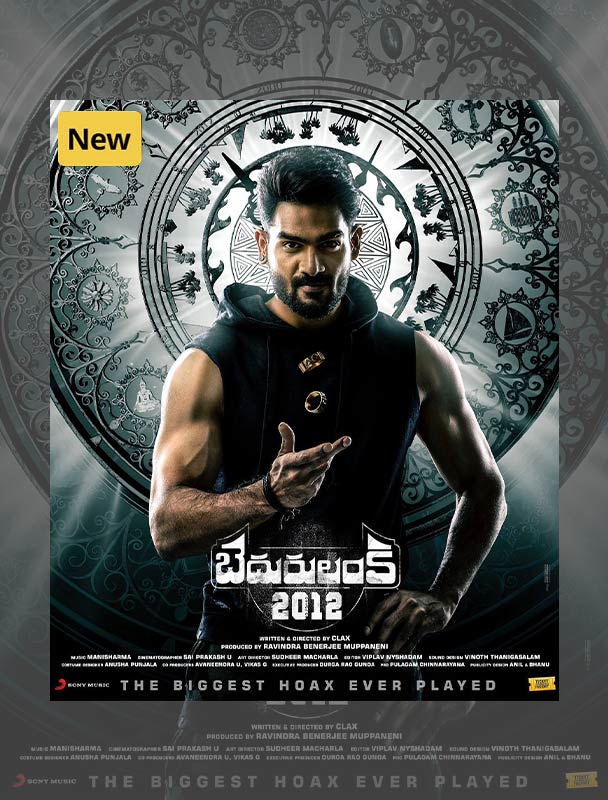 New
బెదురులంక
2012
WRITTEN & DIRECTED BY CLAX
PRODUCED BY RAVINDRA BENERJEE MUPPANENI
MUSIC MANISHARMA CINEMATOGRAPHER SAI PRAKASH U ART DIRECTOR SUDHEER MACHARLA EDITOR VIPLAV NYSHADAM SOUND DESIGN VINOTH THANIGASALAM
COSTUME DESIGNER ANUSHA PUNJALA CO PRODUCERS AVANEENDRA U, VIKAS G EXECUTIVE PRODUCER DURGA RAO GUNDA PRO PULAGAM CHINNARAYANA PUBLICITY DESIGN ANIL & BHANU
SONY MUSIC THE BIGGEST HOAX EVER PLAYED TICKET FACTORY
2012
WRITTEN & DIRECTED BY CLAX
PRODUCED BY RAVINDRA BENERJEE MUPPANENI
MUSIC MANISHARMA CINEMATOGRAPHER SAI PRAKASH U ART DIRECTOR SUDHEER MACHARLA EDITOR VIPLAV NYSHADAM SOUND DESIGN VINOTH THANIGASALAM
COSTUME DESIGNER ANUSHA PUNJALA CO PRODUCERS AVANEENDRA U, VIKAS G EXECUTIVE PRODUCER DURGA RAO GUNDA PRO PULAGAM CHINNARAYANA PUBLICITY DESIGN ANIL & BHANU
SONY MUSIC THE BIGGEST HOAX EVER PLAYED